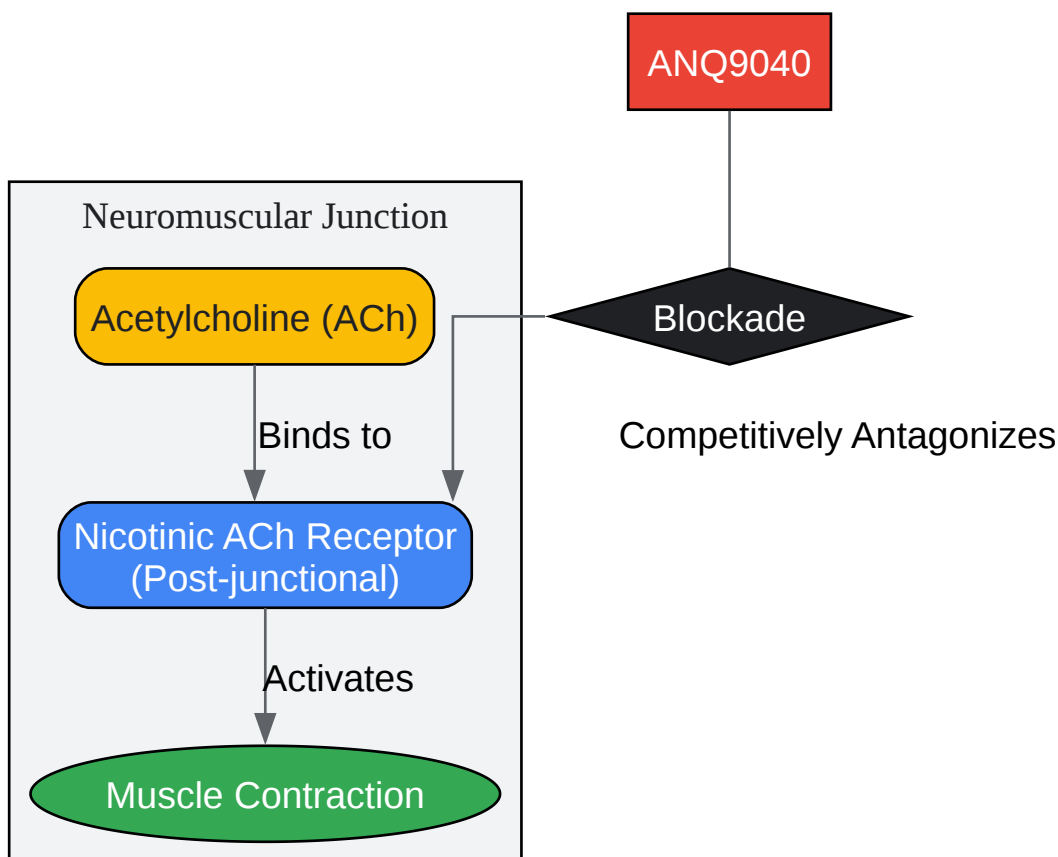 ANQ9040
Neuromuscular Junction
Acetylcholine (ACh)
Blockade
Binds to
Competitively Antagonizes
Nicotinic ACh Receptor
(Post-junctional)
Activates
Muscle Contraction